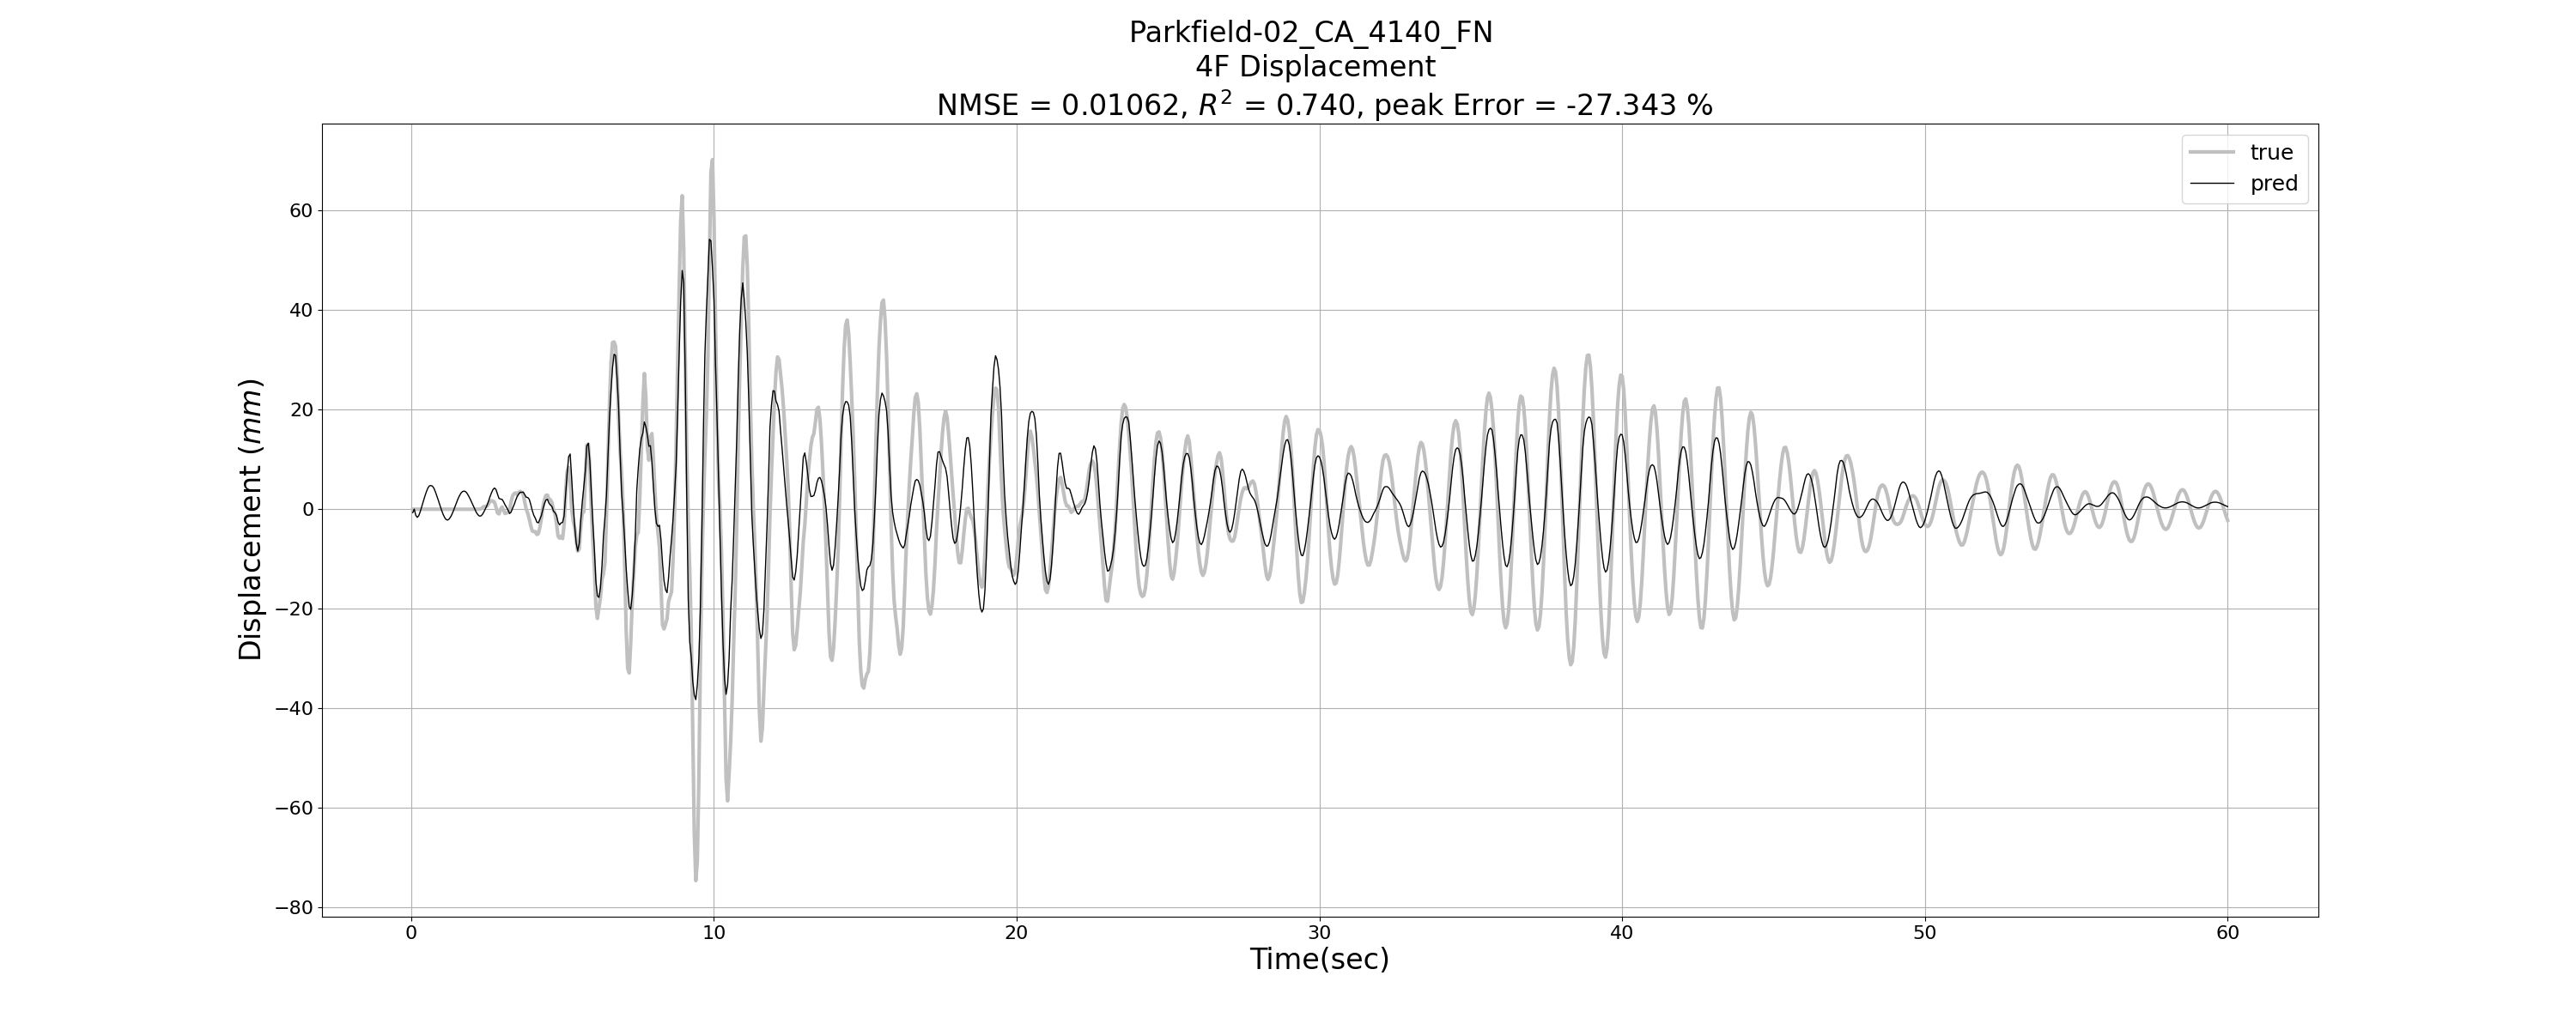 Parkfield-02_CA_4140_FN
4F Displacement
NMSE = 0.01062, R² = 0.740, peak Error = -27.343 %
true
pred
Displacement (mm)
60
40
20
0
−20
−40
−60
−80
0 10 20 30 40 50 60
Time(sec)